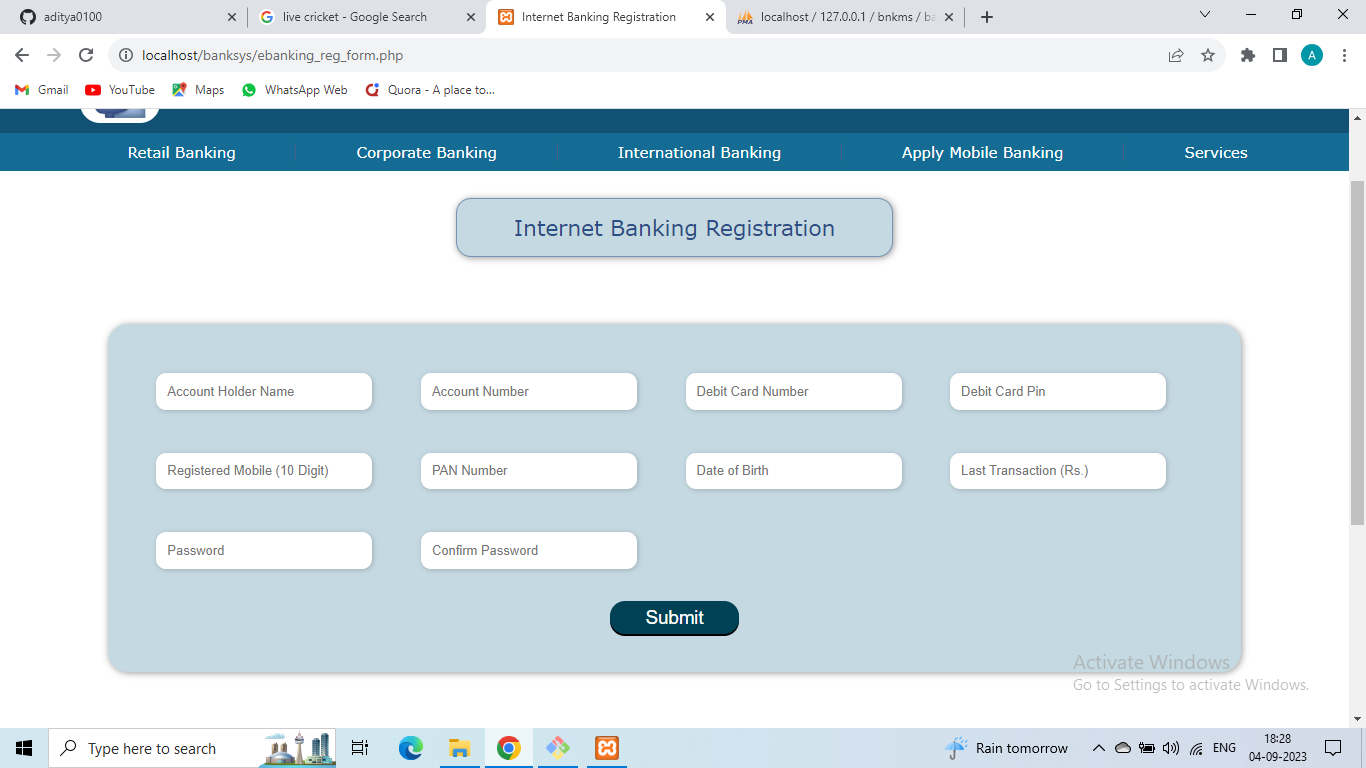 aditya0100
live cricket - Google Search
Internet Banking Registration
localhost / 127.0.0.1 / bnkms / ba
localhost/banksys/ebanking_reg_form.php
A
Gmail
YouTube
Maps
WhatsApp Web
Quora - A place to...
Retail Banking
Corporate Banking
International Banking
Apply Mobile Banking
Services
Internet Banking Registration
Account Holder Name
Account Number
Debit Card Number
Debit Card Pin
Registered Mobile (10 Digit)
PAN Number
Date of Birth
Last Transaction (Rs.)
Password
Confirm Password
Submit
Activate Windows
Go to Settings to activate Windows.
Type here to search
Rain tomorrow
ENG
18:28
04-09-2023